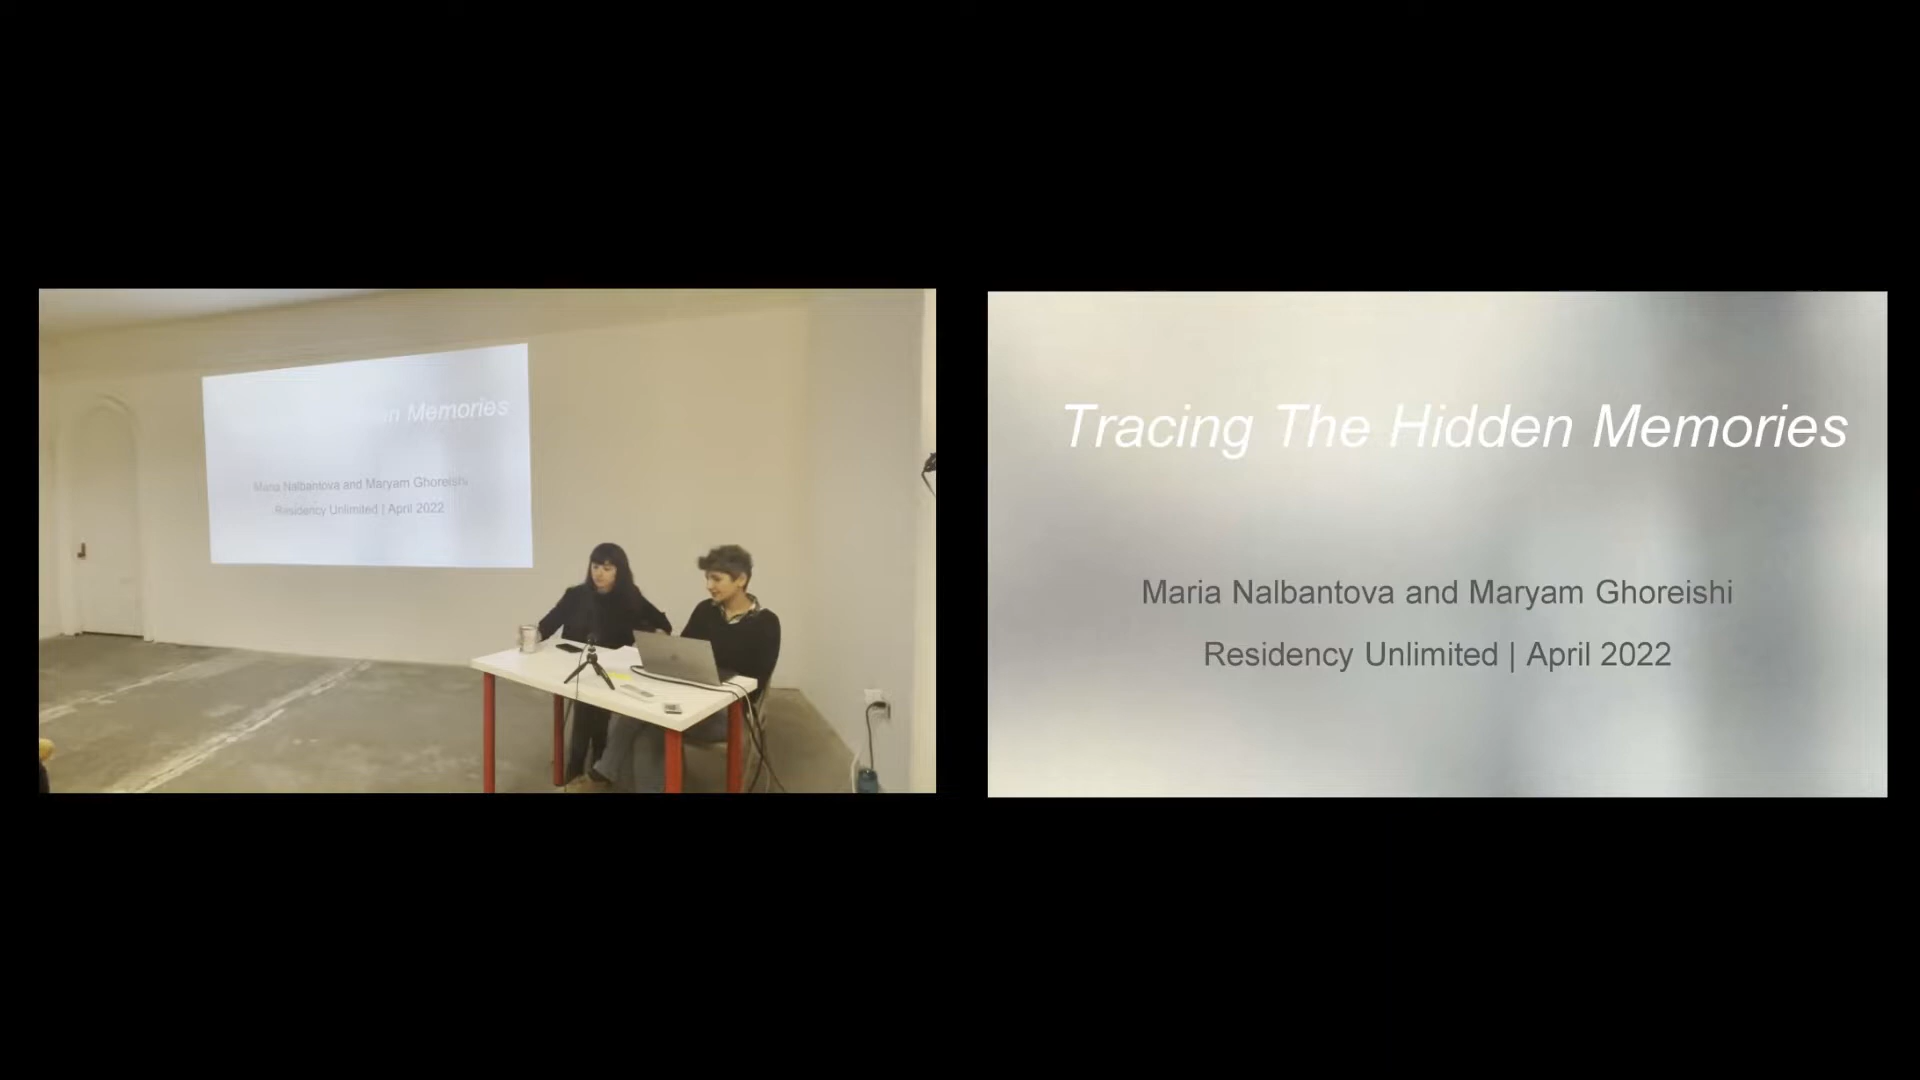 n Memories
Maria Nalbantova and Maryam Ghoreishi
Residency Unlimited | April 2022
Tracing The Hidden Memories
Maria Nalbantova and Maryam Ghoreishi
Residency Unlimited | April 2022